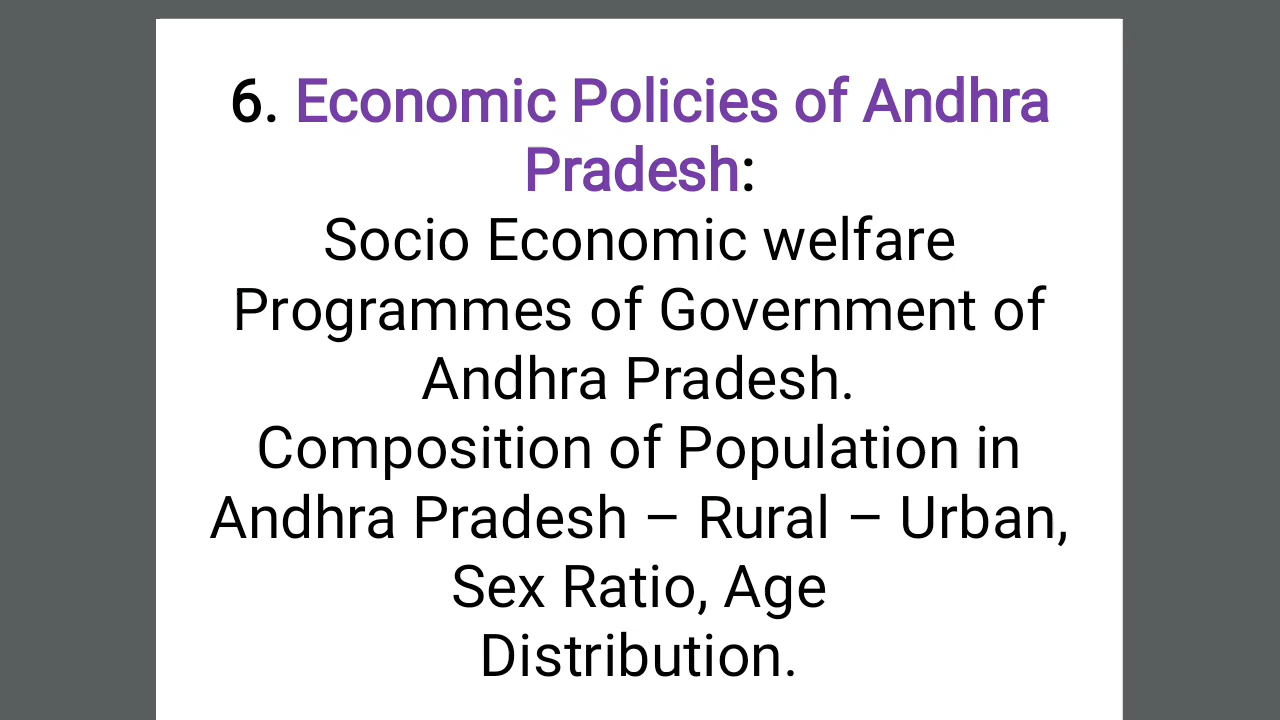 6. Economic Policies of Andhra
Pradesh:
Socio Economic welfare
Programmes of Government of
Andhra Pradesh.
Composition of Population in
Andhra Pradesh – Rural – Urban,
Sex Ratio, Age
Distribution.